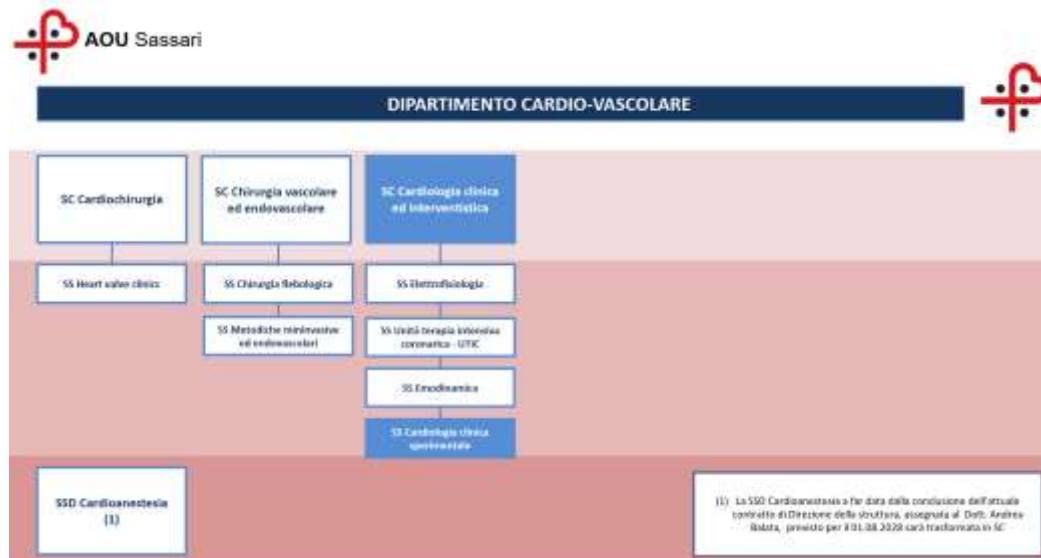 AOU Sassari
DIPARTIMENTO CARDIO-VASCOLARE
SC Cardiochirurgia
SC Chirurgia vascolare
ed endovascolare
SC Cardiologia clinica
ed interventistica
SS Heart valve clinics
SS Chirurgia flebologica
SS Elettrofisiologia
SS Metodiche mininvasive
ed endovascolari
SS Unità terapia intensiva
coronarica - UTIC
SS Emodinamica
SS Cardiologia clinica
sperimentale
SSD Cardioanestesia
(1)
(1) La SSD Cardioanestesia a far data dalla conclusione dell'attuale
contratto di Direzione della struttura, assegnata al Dott. Andrea
Balata, previsto per il 01.08.2028 sarà trasformata in SC